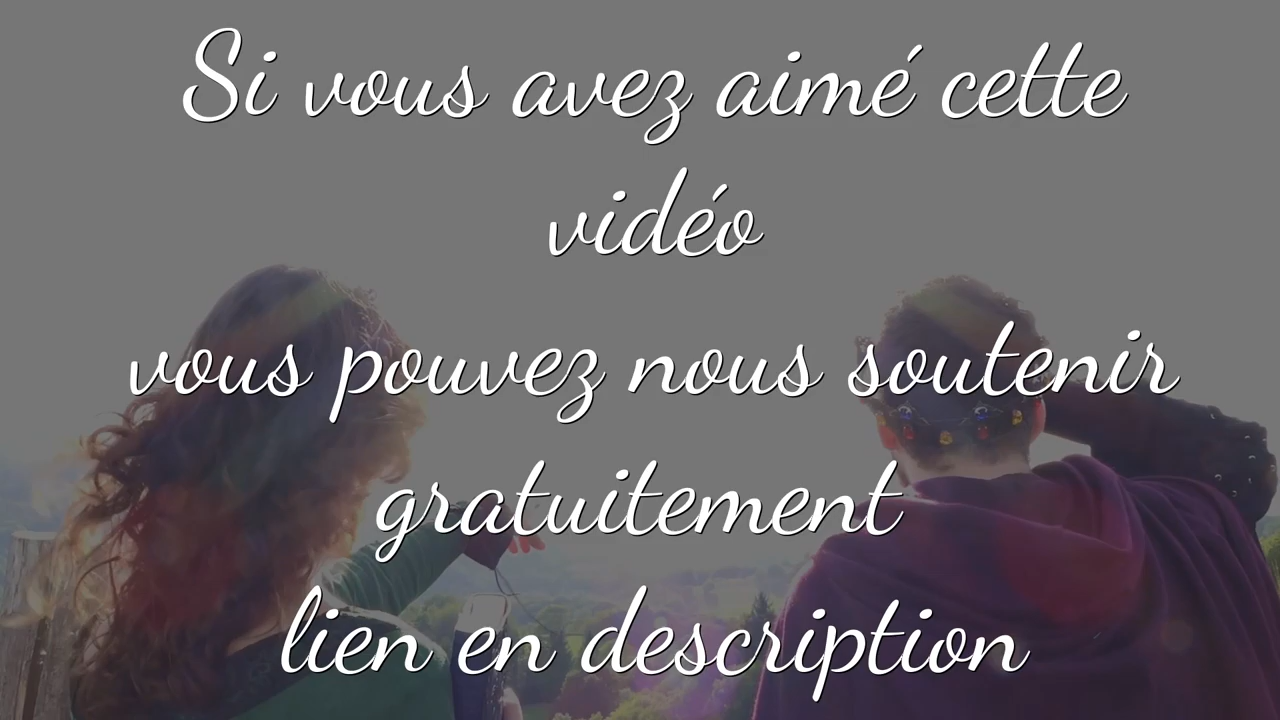 Si vous avez aimé cette
vidéo
vous pouvez nous soutenir
gratuitement
lien en description